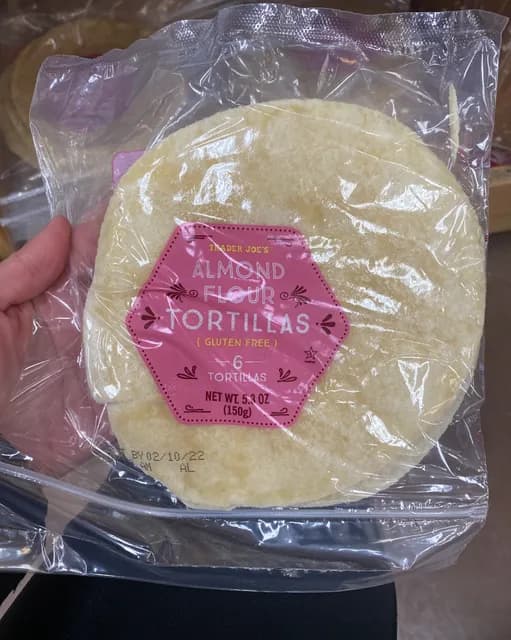 TRADER JOE'S
ALMOND
FLOUR
TORTILLAS
( GLUTEN FREE )
6
TORTILLAS
NET WT. 5.3 OZ
(150g)
BY 02/10/22
AM AL